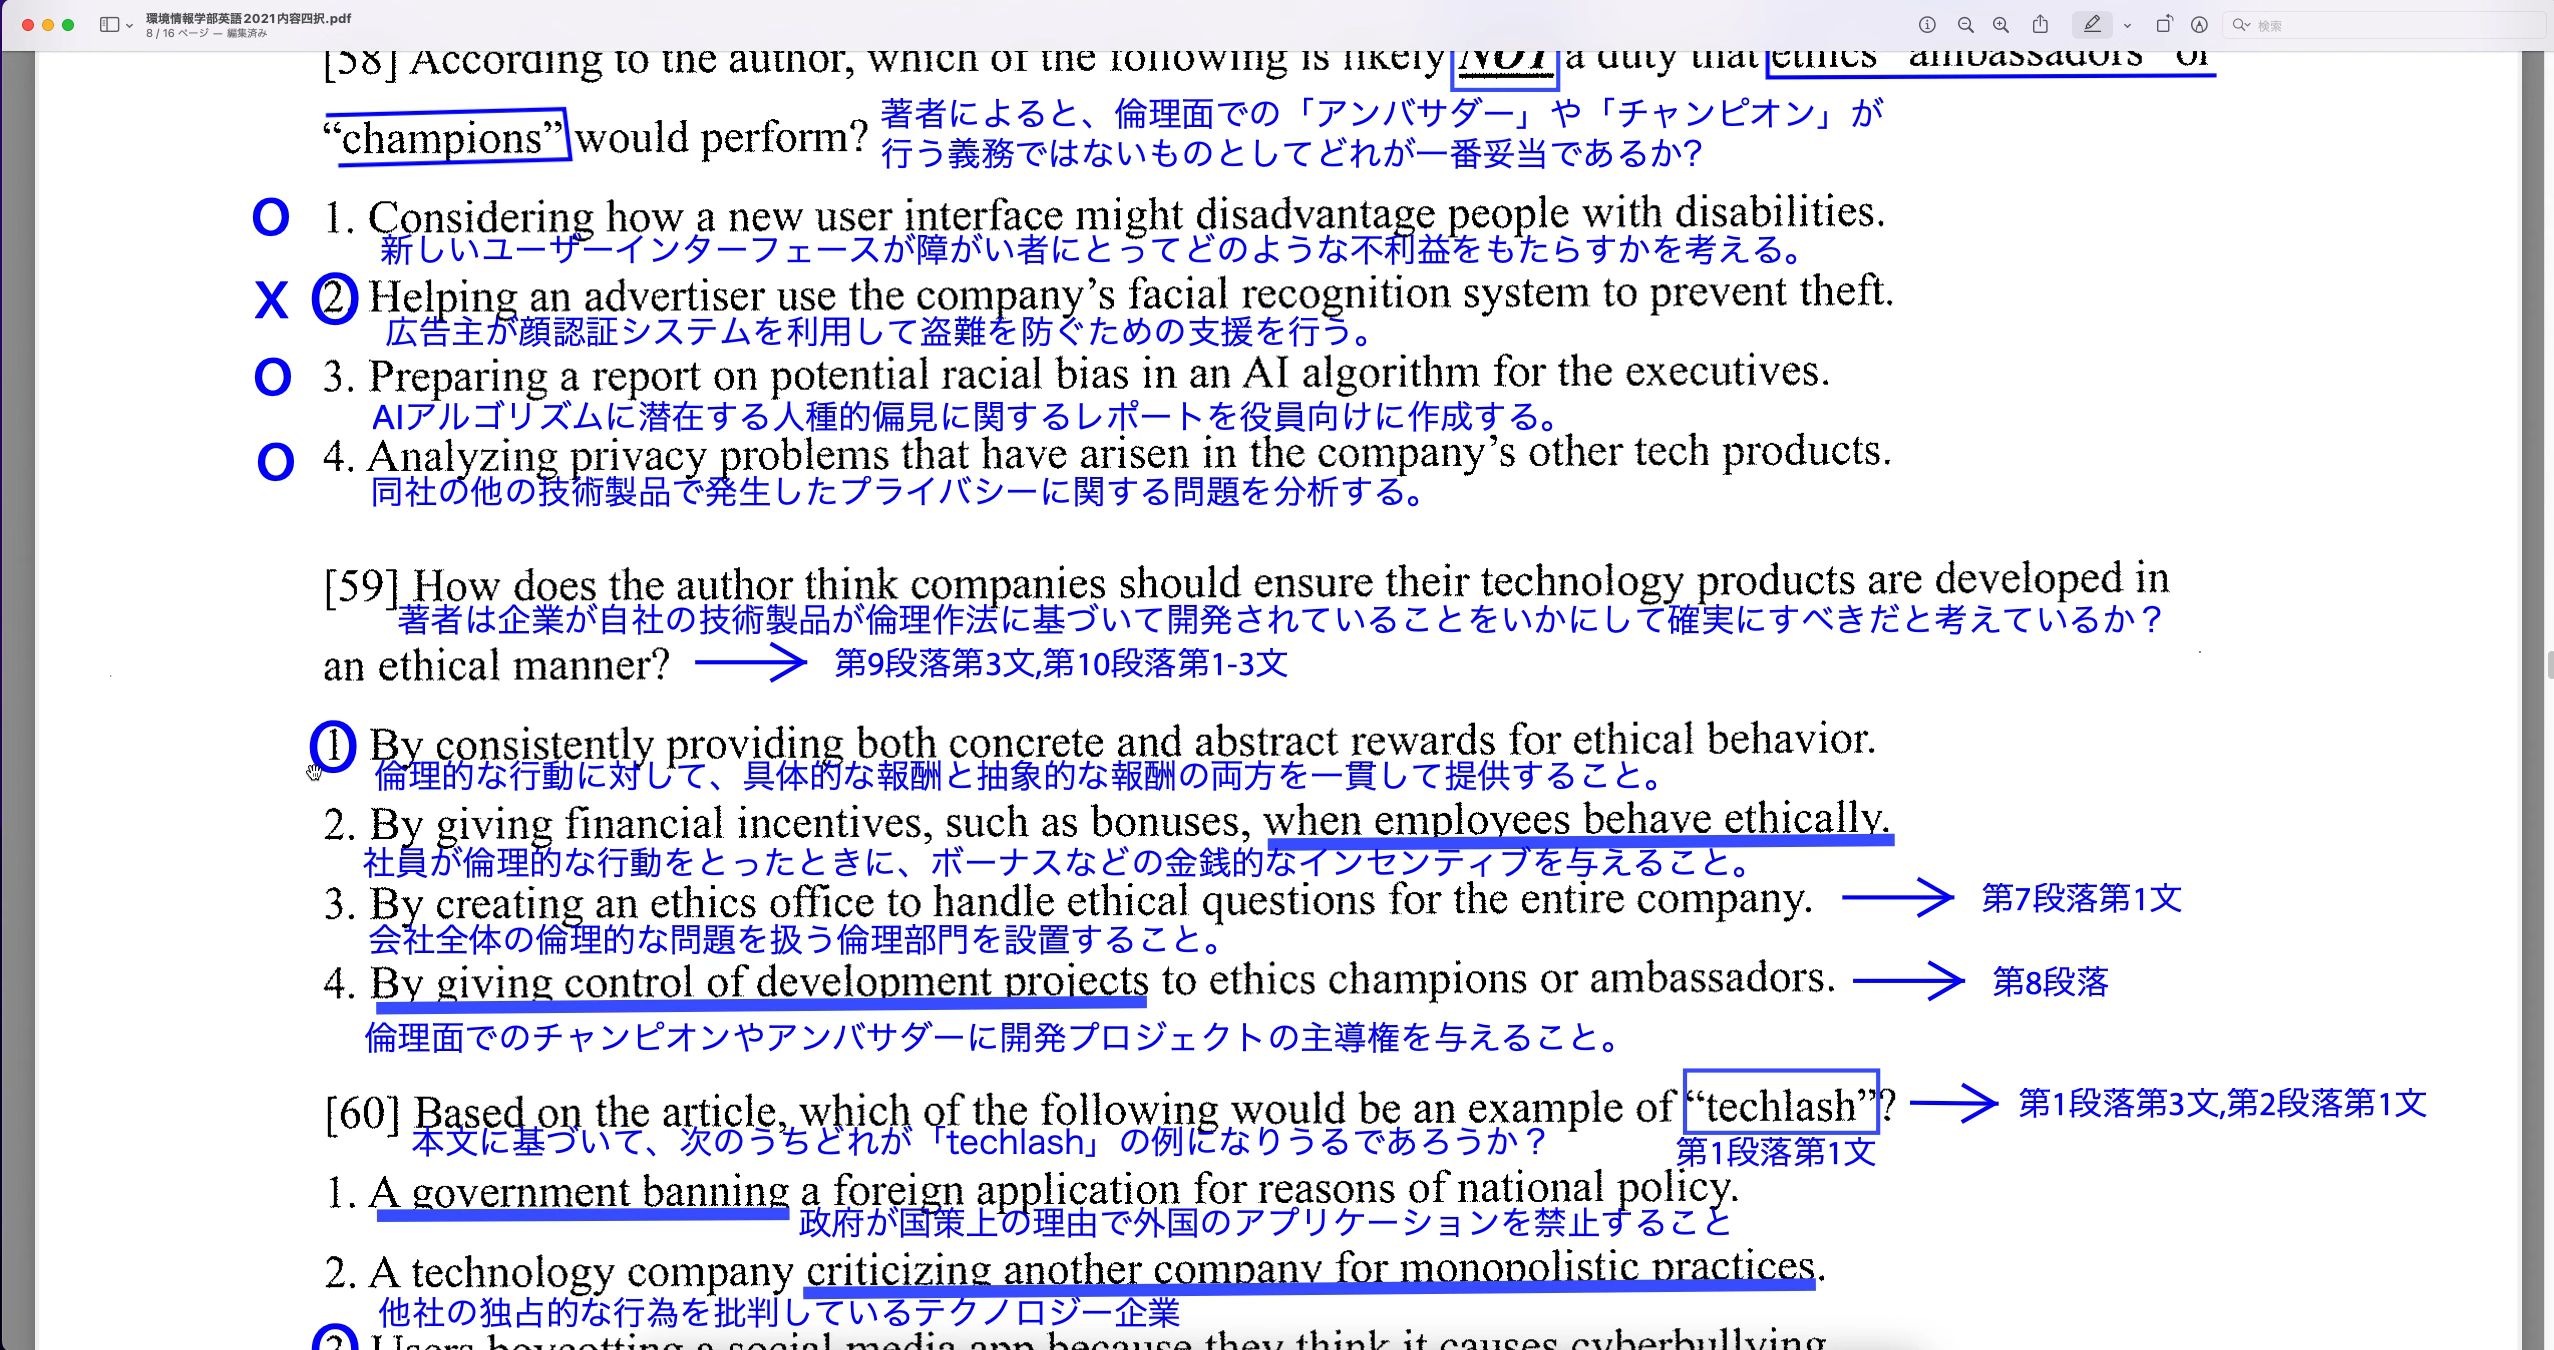 環境情報学部英語2021内容四択.pdf
8 / 16 ページ — 編集済み
検索
[58] According to the author, which of the following is likely NOT a duty that ethics “ambassadors” or
“champions” would perform?
著者によると、倫理面での「アンバサダー」や「チャンピオン」が
行う義務ではないものとしてどれが一番妥当であるか?
O 1. Considering how a new user interface might disadvantage people with disabilities.
新しいユーザーインターフェースが障がい者にとってどのような不利益をもたらすかを考える。
X 2 Helping an advertiser use the company’s facial recognition system to prevent theft.
広告主が顔認証システムを利用して盗難を防ぐための支援を行う。
O 3. Preparing a report on potential racial bias in an AI algorithm for the executives.
AIアルゴリズムに潜在する人種的偏見に関するレポートを役員向けに作成する。
O 4. Analyzing privacy problems that have arisen in the company’s other tech products.
同社の他の技術製品で発生したプライバシーに関する問題を分析する。
[59] How does the author think companies should ensure their technology products are developed in
著者は企業が自社の技術製品が倫理作法に基づいて開発されていることをいかにして確実にすべきだと考えているか？
an ethical manner? 第9段落第3文,第10段落第1-3文
1 By consistently providing both concrete and abstract rewards for ethical behavior.
倫理的な行動に対して、具体的な報酬と抽象的な報酬の両方を一貫して提供すること。
2. By giving financial incentives, such as bonuses, when employees behave ethically.
社員が倫理的な行動をとったときに、ボーナスなどの金銭的なインセンティブを与えること。
3. By creating an ethics office to handle ethical questions for the entire company. 第7段落第1文
会社全体の倫理的な問題を扱う倫理部門を設置すること。
4. By giving control of development projects to ethics champions or ambassadors. 第8段落
倫理面でのチャンピオンやアンバサダーに開発プロジェクトの主導権を与えること。
[60] Based on the article, which of the following would be an example of “techlash”? 第1段落第3文,第2段落第1文
本文に基づいて、次のうちどれが「techlash」の例になりうるであろうか？
第1段落第1文
1. A government banning a foreign application for reasons of national policy.
政府が国策上の理由で外国のアプリケーションを禁止すること
2. A technology company criticizing another company for monopolistic practices.
他社の独占的な行為を批判しているテクノロジー企業
3 Users boycotting a social media app because they think it causes cyberbullying